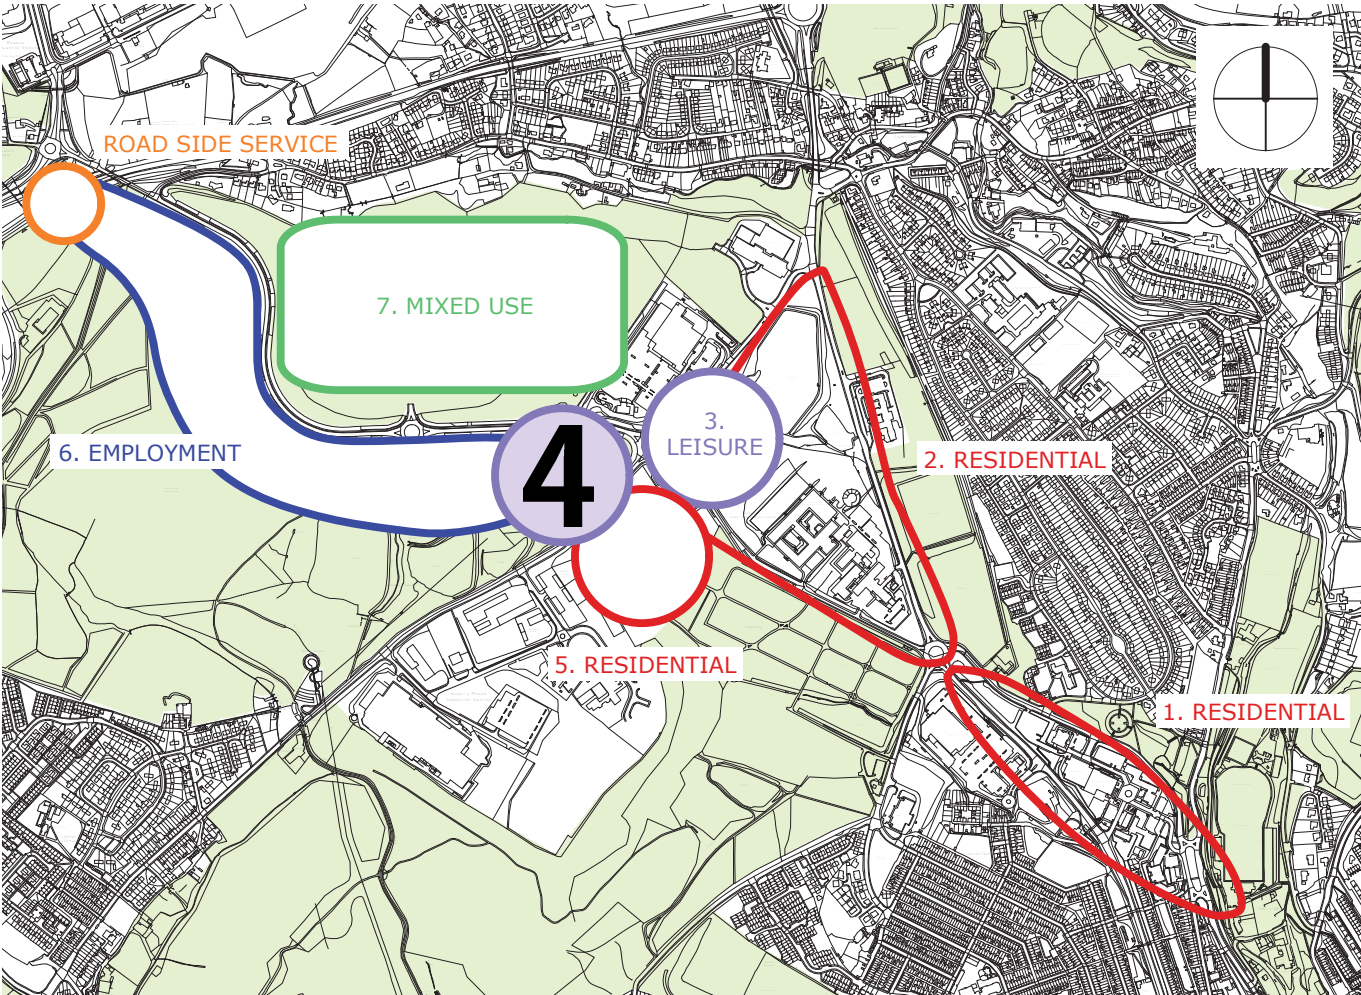 ROAD SIDE SERVICE
7. MIXED USE
3.
LEISURE
6. EMPLOYMENT
4
2. RESIDENTIAL
5. RESIDENTIAL
1. RESIDENTIAL